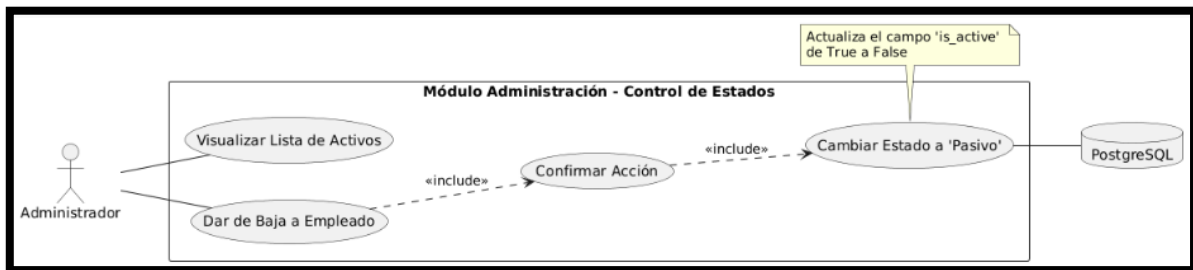 Actualiza el campo 'is_active'
de True a False
Módulo Administración - Control de Estados
Visualizar Lista de Activos
Cambiar Estado a 'Pasivo'
«include»
PostgreSQL
Confirmar Acción
«include»
Administrador
Dar de Baja a Empleado